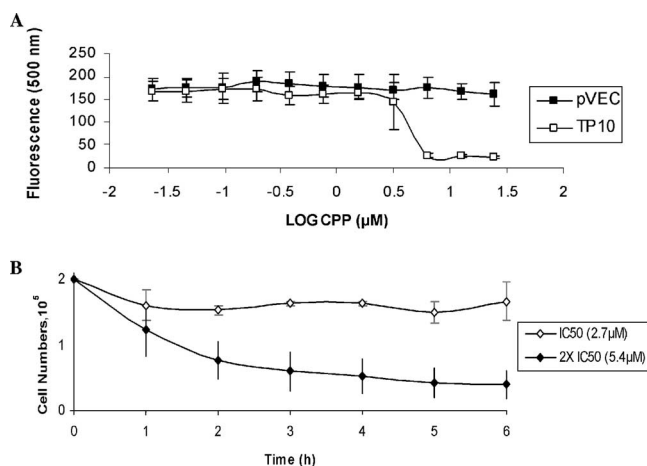 A
Fluorescence (500 nm)
250
200
150
100
50
0
-2
-1.5
-1
-0.5
0
0.5
1
1.5
2
LOG CPP (µM)
pVEC
TP10
B
Cell Numbers,10⁵
2
1
0
0
1
2
3
4
5
6
Time (h)
IC50 (2.7µM)
2X IC50 (5.4µM)